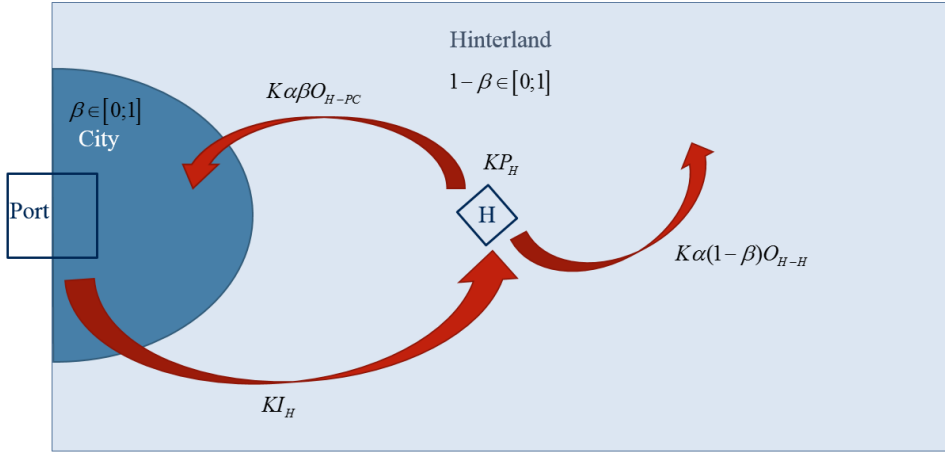 Hinterland
1 − β ∈ [0;1]
KαβO_{H−PC}
β ∈ [0;1]
City
KP_H
Port
H
Kα(1 − β)O_{H−H}
KI_H